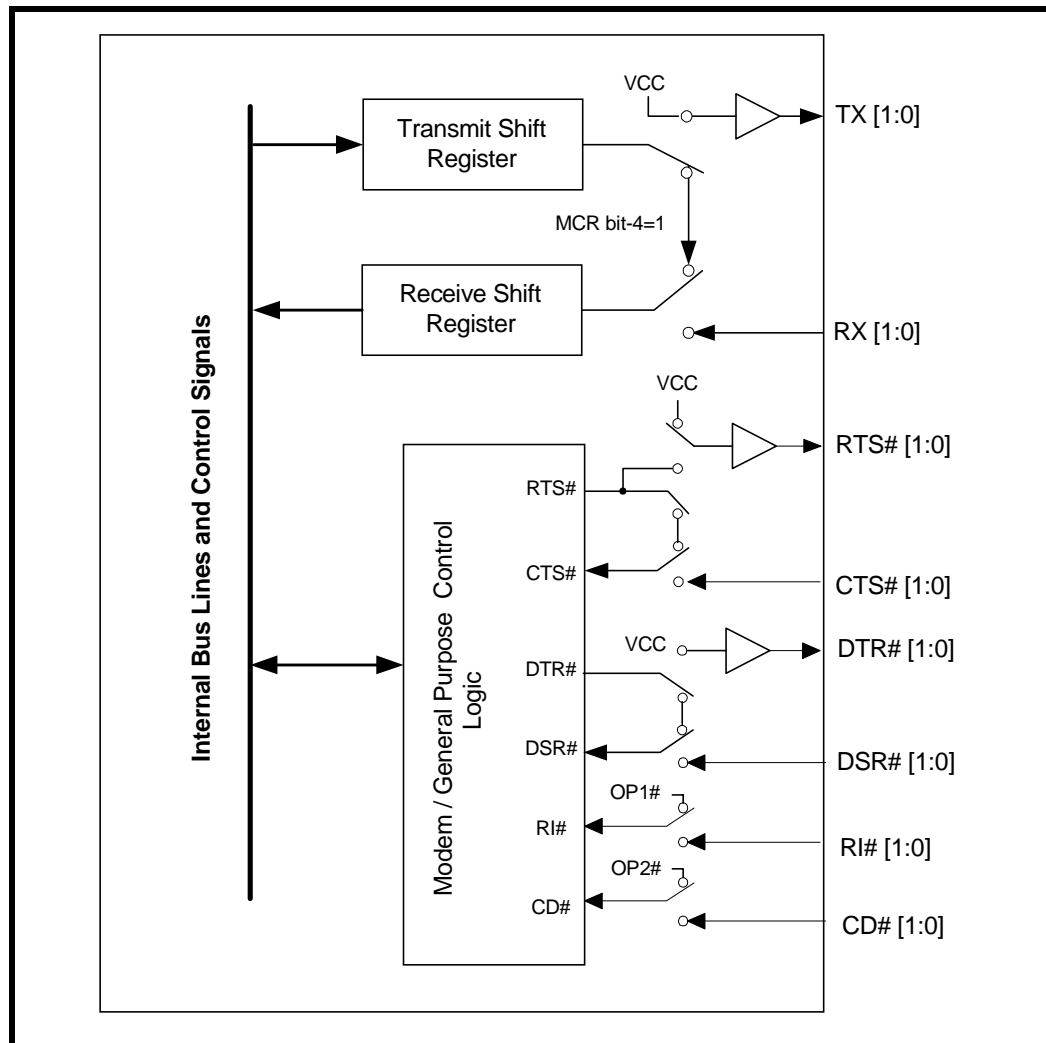 VCC
TX [1:0]
Transmit Shift
Register
MCR bit-4=1
Receive Shift
Register
RX [1:0]
Internal Bus Lines and Control Signals
VCC
RTS# [1:0]
RTS#
CTS#
CTS# [1:0]
Modem / General Purpose Control
Logic
VCC
DTR# [1:0]
DTR#
DSR#
DSR# [1:0]
OP1#
RI#
RI# [1:0]
OP2#
CD#
CD# [1:0]